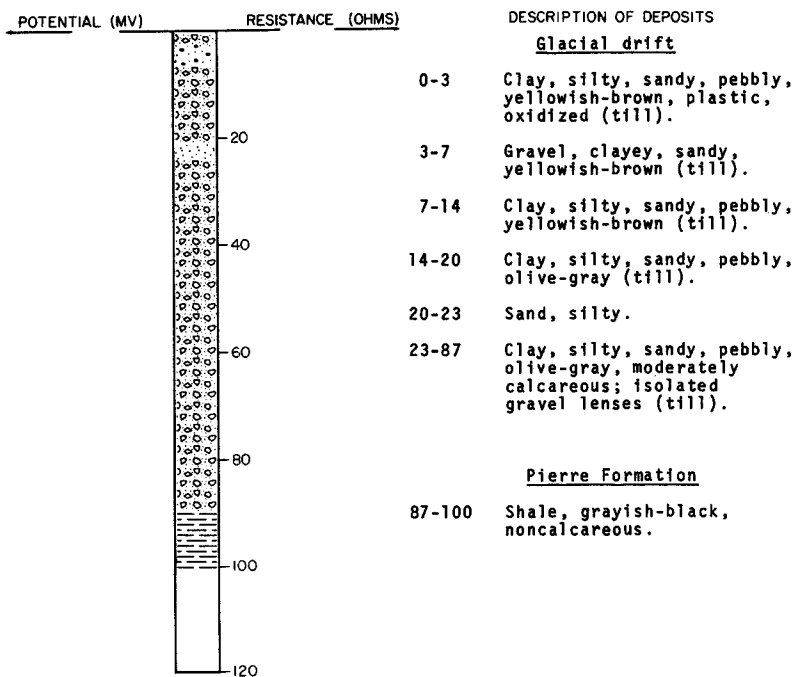 POTENTIAL (MV) RESISTANCE (OHMS) DESCRIPTION OF DEPOSITS
Glacial drift
0-3 Clay, silty, sandy, pebbly,
yellowish-brown, plastic,
oxidized (till).
3-7 Gravel, clayey, sandy,
yellowish-brown (till).
7-14 Clay, silty, sandy, pebbly,
yellowish-brown (till).
14-20 Clay, silty, sandy, pebbly,
olive-gray (till).
20-23 Sand, silty.
23-87 Clay, silty, sandy, pebbly,
olive-gray, moderately
calcareous; isolated
gravel lenses (till).
Pierre Formation
87-100 Shale, grayish-black,
noncalcareous.
20
40
60
80
100
120